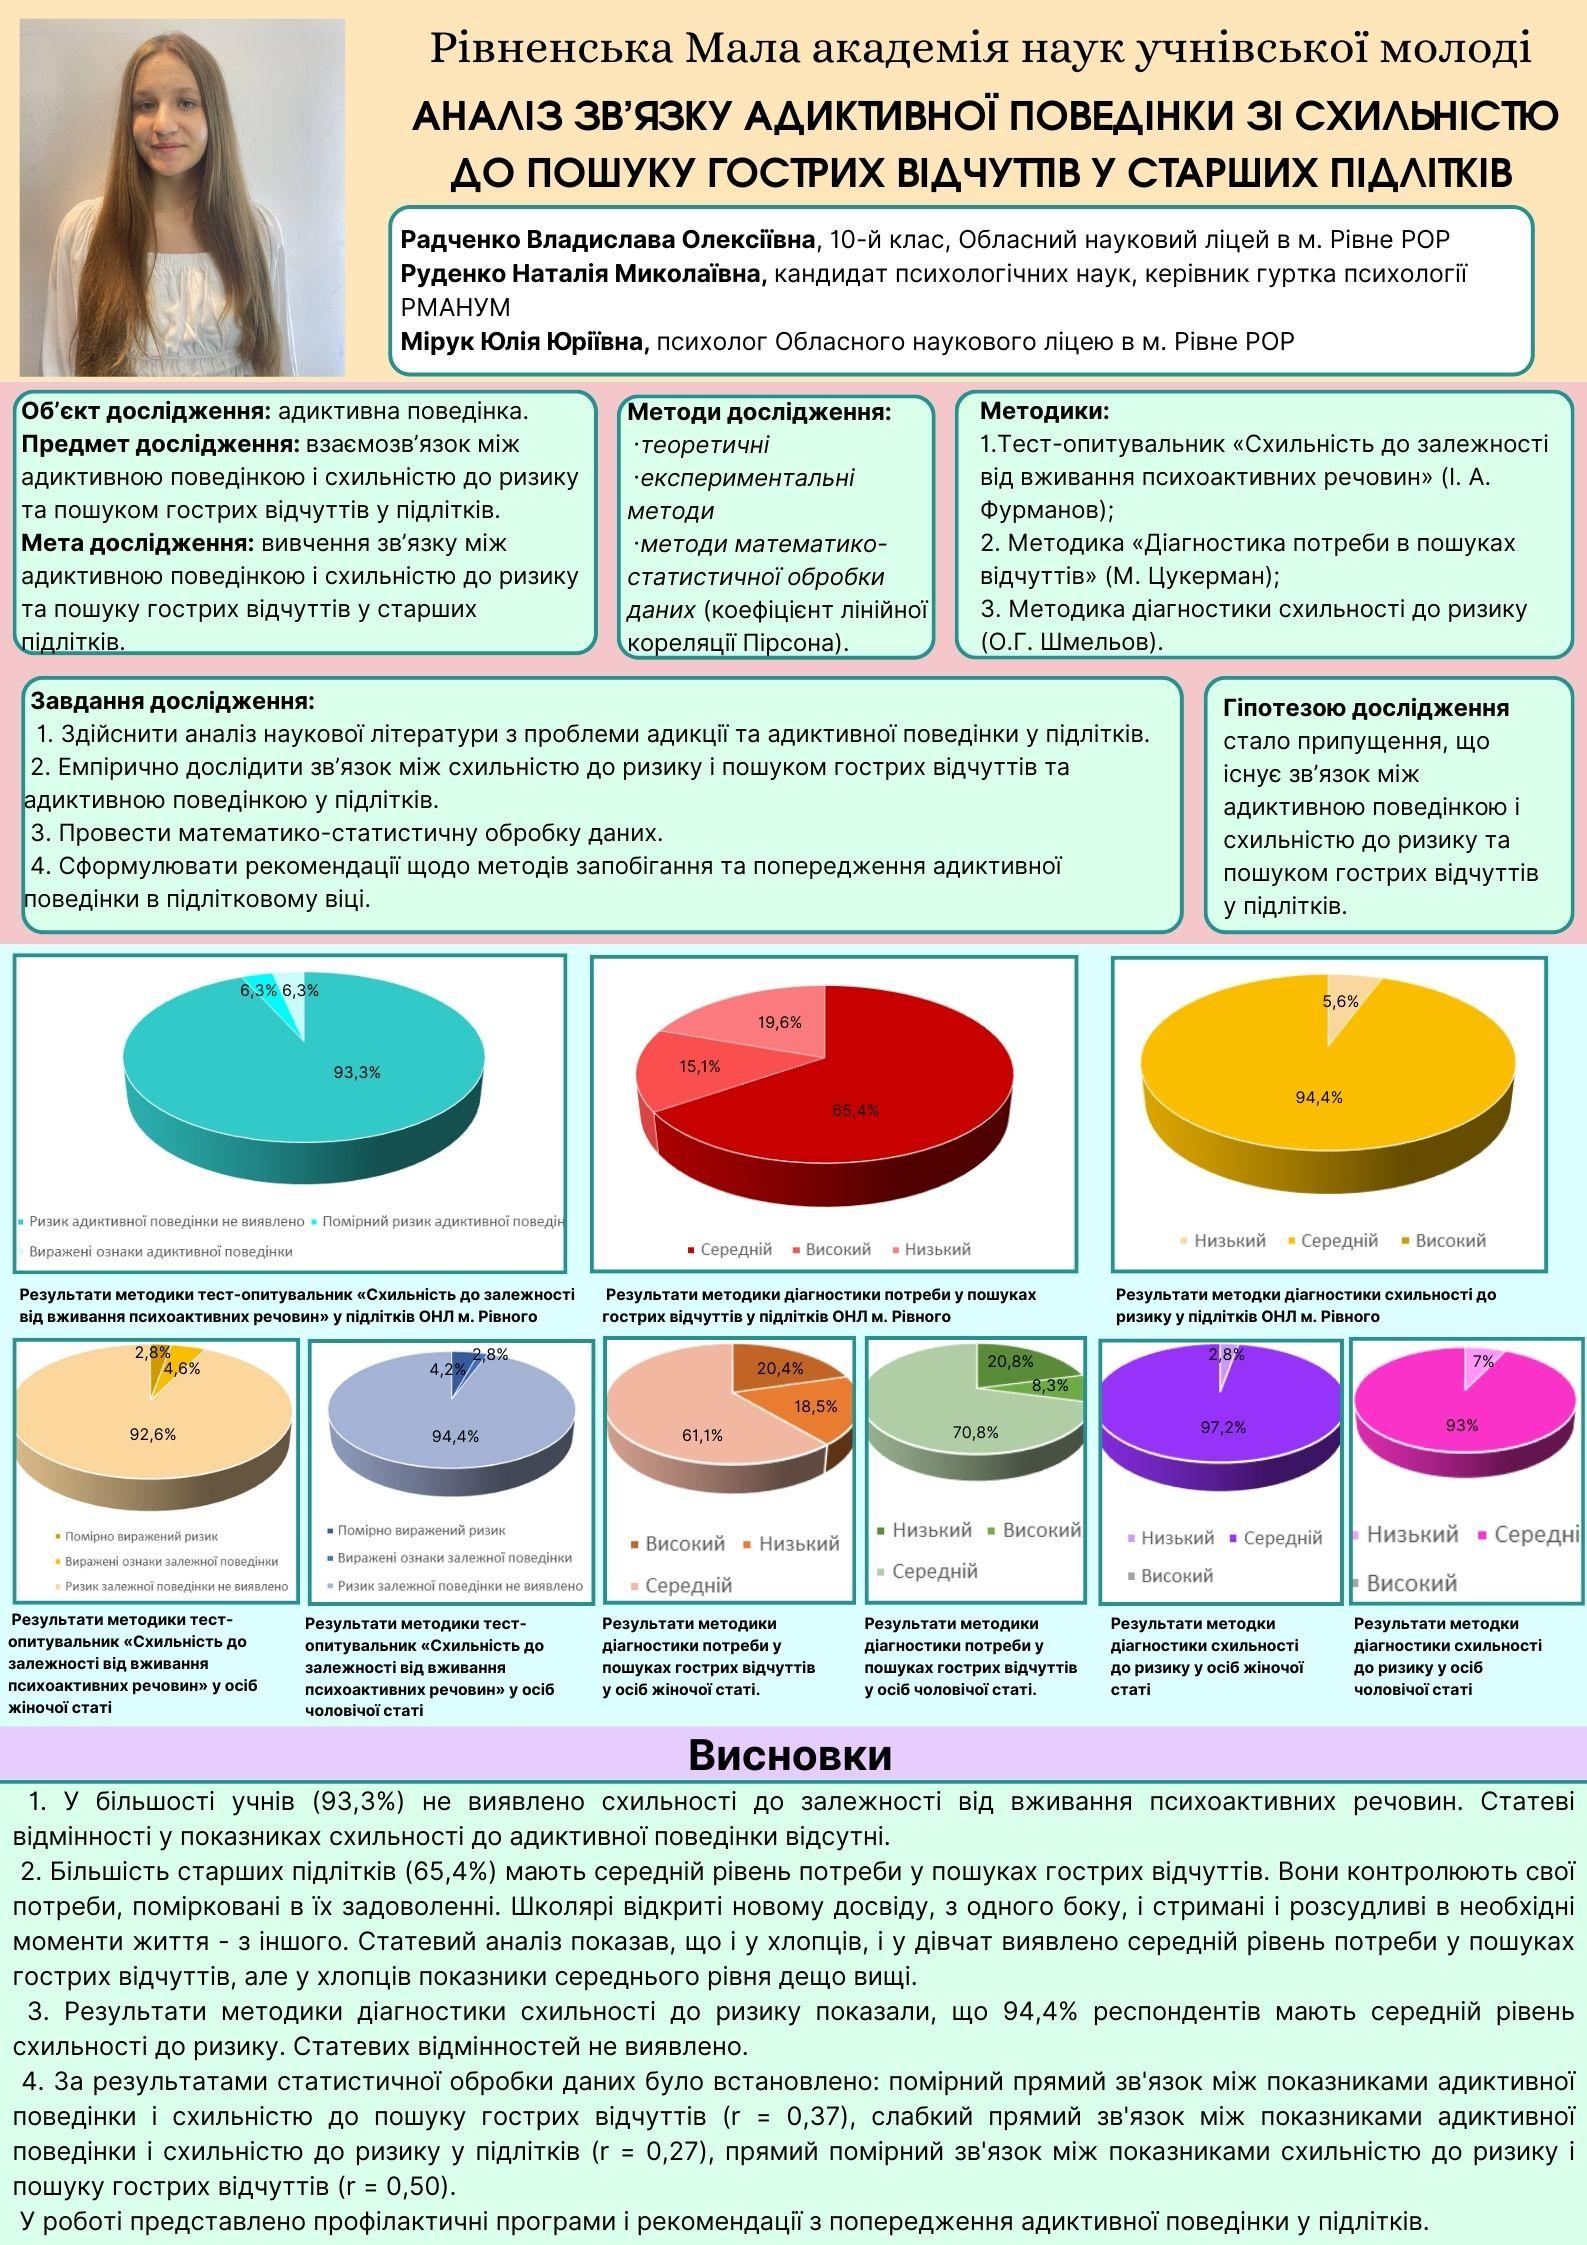 Рівненська Мала академія наук учнівської молоді
АНАЛІЗ ЗВ’ЯЗКУ АДИКТИВНОЇ ПОВЕДІНКИ ЗІ СХИЛЬНІСТЮ
ДО ПОШУКУ ГОСТРИХ ВІДЧУТТІВ У СТАРШИХ ПІДЛІТКІВ
Радченко Владислава Олексіївна, 10-й клас, Обласний науковий ліцей в м. Рівне РОР
Руденко Наталія Миколаївна, кандидат психологічних наук, керівник гуртка психології
РМАНУМ
Мірук Юлія Юріївна, психолог Обласного наукового ліцею в м. Рівне РОР
Об’єкт дослідження: адиктивна поведінка.
Предмет дослідження: взаємозв’язок між
адиктивною поведінкою і схильністю до ризику
та пошуком гострих відчуттів у підлітків.
Мета дослідження: вивчення зв’язку між
адиктивною поведінкою і схильністю до ризику
та пошуку гострих відчуттів у старших
підлітків.
Методи дослідження:
·теоретичні
·експериментальні
методи
·методи математико-
статистичної обробки
даних (коефіцієнт лінійної
кореляції Пірсона).
Методики:
1.Тест-опитувальник «Схильність до залежності
від вживання психоактивних речовин» (І. А.
Фурманов);
2. Методика «Діагностика потреби в пошуках
відчуттів» (М. Цукерман);
3. Методика діагностики схильності до ризику
(О.Г. Шмельов).
Завдання дослідження:
1. Здійснити аналіз наукової літератури з проблеми адикції та адиктивної поведінки у підлітків.
2. Емпірично дослідити зв’язок між схильністю до ризику і пошуком гострих відчуттів та
адиктивною поведінкою у підлітків.
3. Провести математико-статистичну обробку даних.
4. Сформулювати рекомендації щодо методів запобігання та попередження адиктивної
поведінки в підлітковому віці.
Гіпотезою дослідження
стало припущення, що
існує зв’язок між
адиктивною поведінкою і
схильністю до ризику та
пошуком гострих відчуттів
у підлітків.
6,3% 6,3%
93,3%
Ризик адиктивної поведінки не виявлено Помірний ризик адиктивної поведін
Виражені ознаки адиктивної поведінки
19,6%
15,1%
65,4%
Середній Високий Низький
5,6%
94,4%
Низький Середній Високий
Результати методики тест-опитувальник «Схильність до залежності
від вживання психоактивних речовин» у підлітків ОНЛ м. Рівного
Результати методики діагностики потреби у пошуках
гострих відчуттів у підлітків ОНЛ м. Рівного
Результати методки діагностики схильності до
ризику у підлітків ОНЛ м. Рівного
2,8%
4,6%
92,6%
Помірно виражений ризик
Виражені ознаки залежної поведінки
Ризик залежної поведінки не виявлено
4,2% 2,8%
94,4%
Помірно виражений ризик
Виражені ознаки залежної поведінки
Ризик залежної поведінки не виявлено
20,4%
18,5%
61,1%
Високий Низький
Середній
20,8%
8,3%
70,8%
Низький Високий
Середній
2,8%
97,2%
Низький Середній
Високий
7%
93%
Низький Середні
Високий
Результати методики тест-
опитувальник «Схильність до
залежності від вживання
психоактивних речовин» у осіб
жіночої статі
Результати методики тест-
опитувальник «Схильність до
залежності від вживання
психоактивних речовин» у осіб
чоловічої статі
Результати методики
діагностики потреби у
пошуках гострих відчуттів
у осіб жіночої статі.
Результати методики
діагностики потреби у
пошуках гострих відчуттів
у осіб чоловічої статі.
Результати методки
діагностики схильності
до ризику у осіб жіночої
статі
Результати методки
діагностики схильності
до ризику у осіб
чоловічої статі
Висновки
1. У більшості учнів (93,3%) не виявлено схильності до залежності від вживання психоактивних речовин. Статеві
відмінності у показниках схильності до адиктивної поведінки відсутні.
2. Більшість старших підлітків (65,4%) мають середній рівень потреби у пошуках гострих відчуттів. Вони контролюють свої
потреби, помірковані в їх задоволенні. Школярі відкриті новому досвіду, з одного боку, і стримані і розсудливі в необхідні
моменти життя - з іншого. Статевий аналіз показав, що і у хлопців, і у дівчат виявлено середній рівень потреби у пошуках
гострих відчуттів, але у хлопців показники середнього рівня дещо вищі.
3. Результати методики діагностики схильності до ризику показали, що 94,4% респондентів мають середній рівень
схильності до ризику. Статевих відмінностей не виявлено.
4. За результатами статистичної обробки даних було встановлено: помірний прямий зв'язок між показниками адиктивної
поведінки і схильністю до пошуку гострих відчуттів (r = 0,37), слабкий прямий зв'язок між показниками адиктивної
поведінки і схильністю до ризику у підлітків (r = 0,27), прямий помірний зв'язок між показниками схильністю до ризику і
пошуку гострих відчуттів (r = 0,50).
У роботі представлено профілактичні програми і рекомендації з попередження адиктивної поведінки у підлітків.